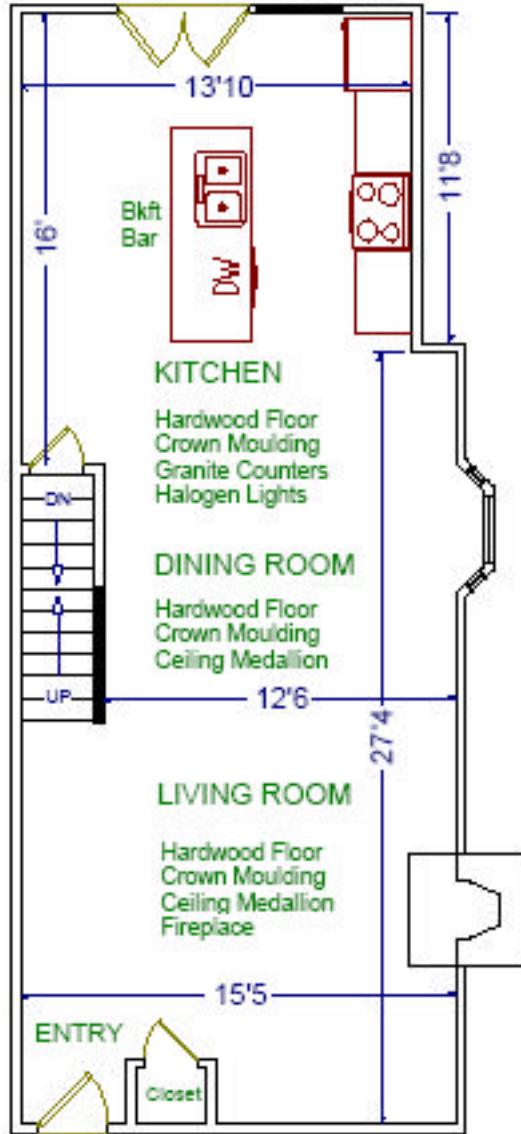 13'10
11'8
16'
Bkft
Bar
DW
KITCHEN
Hardwood Floor
Crown Moulding
Granite Counters
Halogen Lights
DN
DINING ROOM
Hardwood Floor
Crown Moulding
Ceiling Medallion
UP
12'6
27'4
LIVING ROOM
Hardwood Floor
Crown Moulding
Ceiling Medallion
Fireplace
15'5
ENTRY
Closet